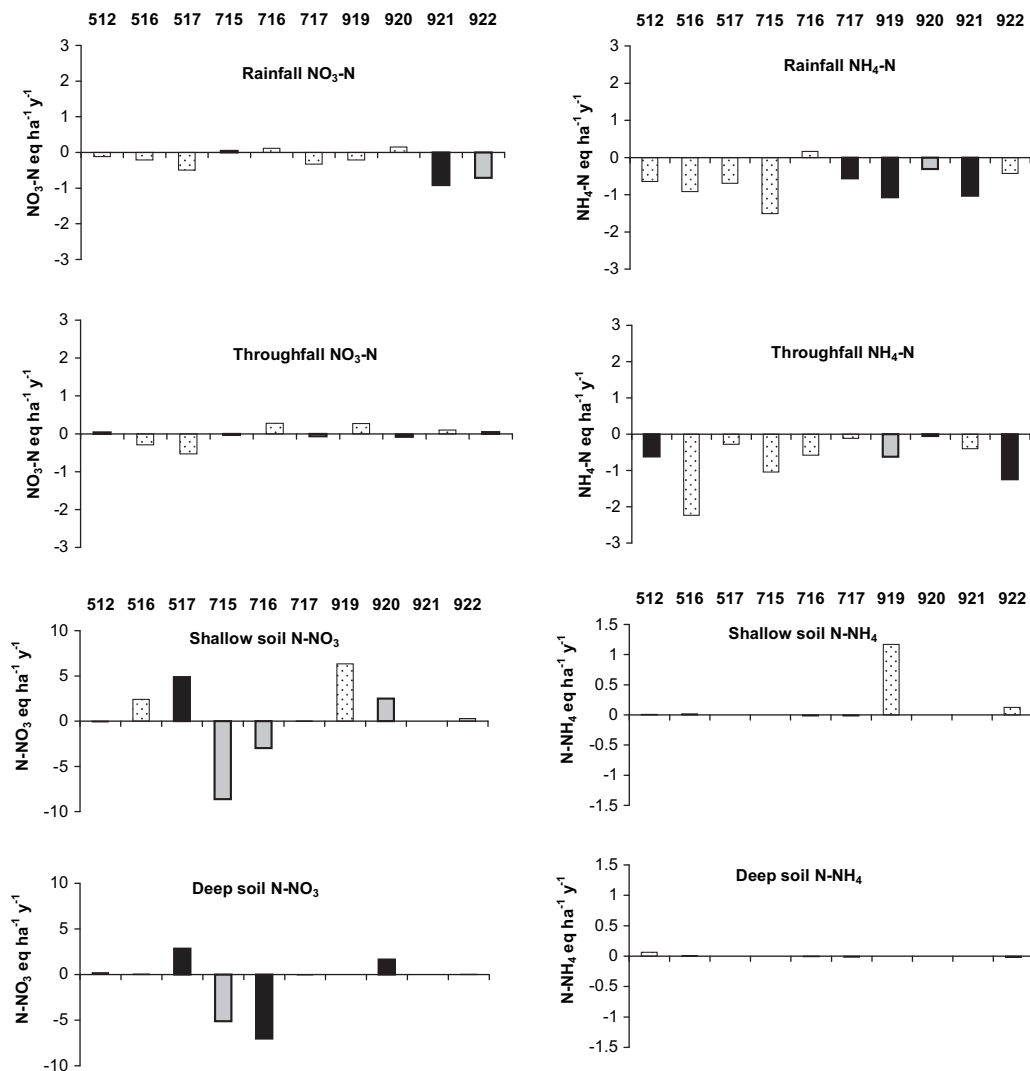 512 516 517 715 716 717 919 920 921 922
3
2
1
0
-1
-2
-3
NO₃-N eq ha⁻¹ y⁻¹
Rainfall NO₃-N
512 516 517 715 716 717 919 920 921 922
3
2
1
0
-1
-2
-3
NH₄-N eq ha⁻¹ y⁻¹
Rainfall NH₄-N
3
2
1
0
-1
-2
-3
NO₃-N eq ha⁻¹ y⁻¹
Throughfall NO₃-N
3
2
1
0
-1
-2
-3
NH₄-N eq ha⁻¹ y⁻¹
Throughfall NH₄-N
512 516 517 715 716 717 919 920 921 922
10
5
0
-5
-10
N-NO₃ eq ha⁻¹ y⁻¹
Shallow soil N-NO₃
512 516 517 715 716 717 919 920 921 922
1.5
1
0.5
0
-0.5
-1
-1.5
N-NH₄ eq ha⁻¹ y⁻¹
Shallow soil N-NH₄
10
5
0
-5
-10
N-NO₃ eq ha⁻¹ y⁻¹
Deep soil N-NO₃
1.5
1
0.5
0
-0.5
-1
-1.5
N-NH₄ eq ha⁻¹ y⁻¹
Deep soil N-NH₄